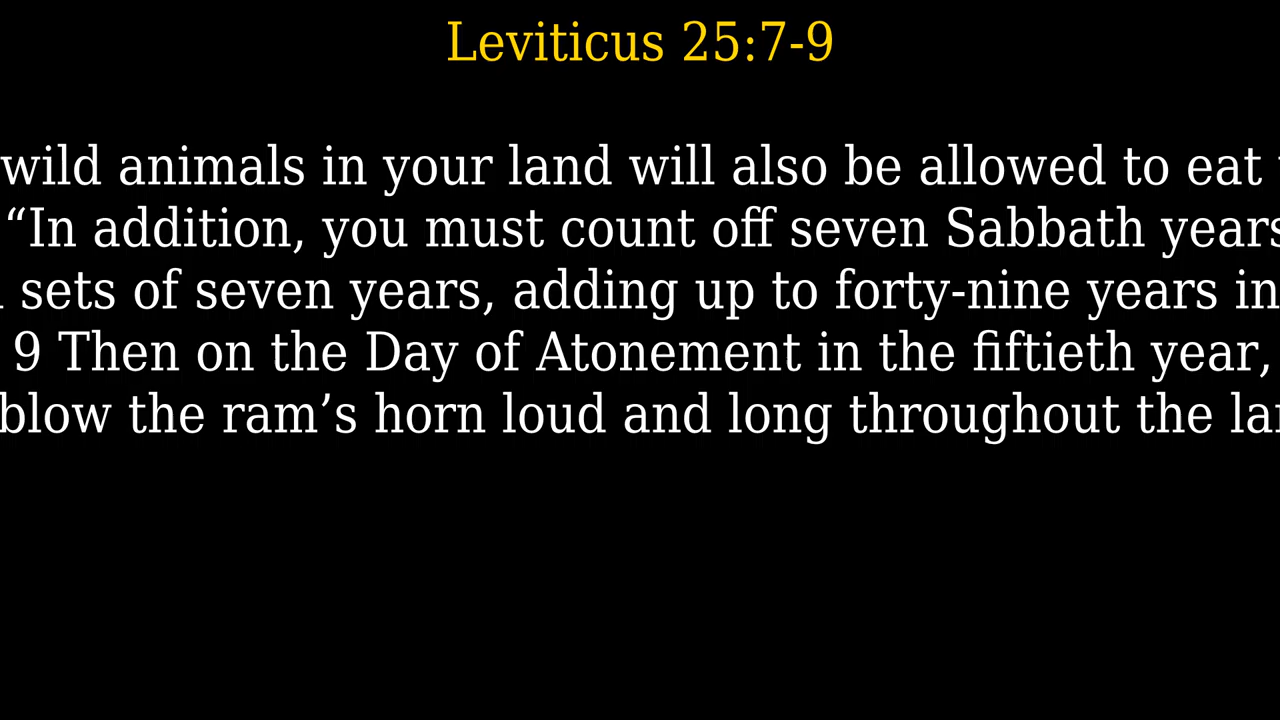 Leviticus 25:7-9
wild animals in your land will also be allowed to eat
“In addition, you must count off seven Sabbath years
sets of seven years, adding up to forty-nine years in
9 Then on the Day of Atonement in the fiftieth year,
blow the ram’s horn loud and long throughout the